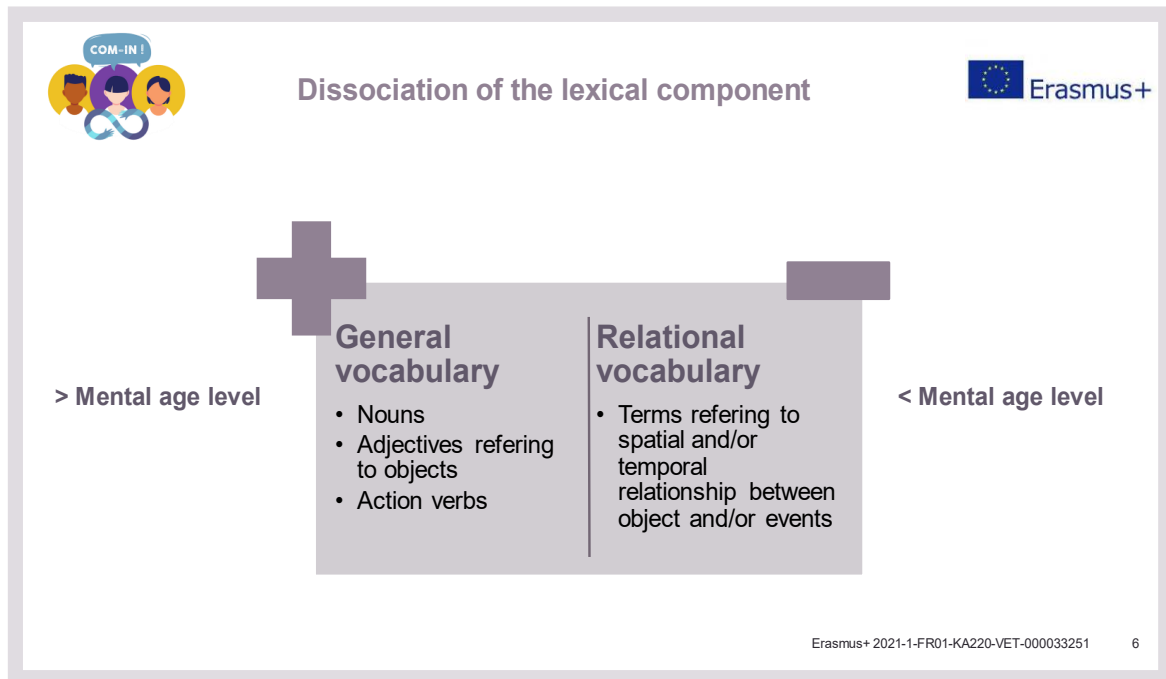 COM-IN !
Dissociation of the lexical component
Erasmus+
> Mental age level
General
vocabulary
• Nouns
• Adjectives refering
to objects
• Action verbs
Relational
vocabulary
• Terms refering to
spatial and/or
temporal
relationship between
object and/or events
< Mental age level
Erasmus+ 2021-1-FR01-KA220-VET-000033251
6